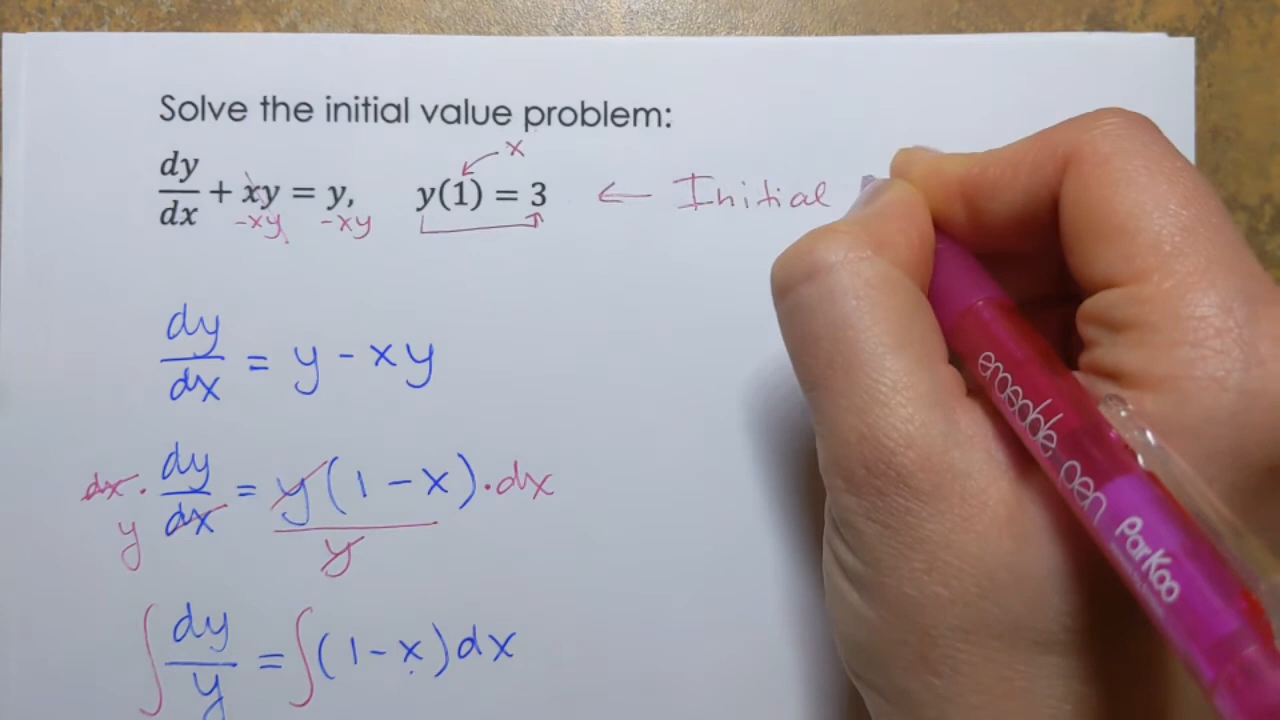 Solve the initial value problem:
x
dy/dx + xy = y, y(1) = 3 ← Initial
-xy -xy
dy/dx = y - xy
dx · dy/dx = y(1 - x) · dx
y y
∫ dy/y = ∫ (1 - x) dx
erasable pen ParKoo